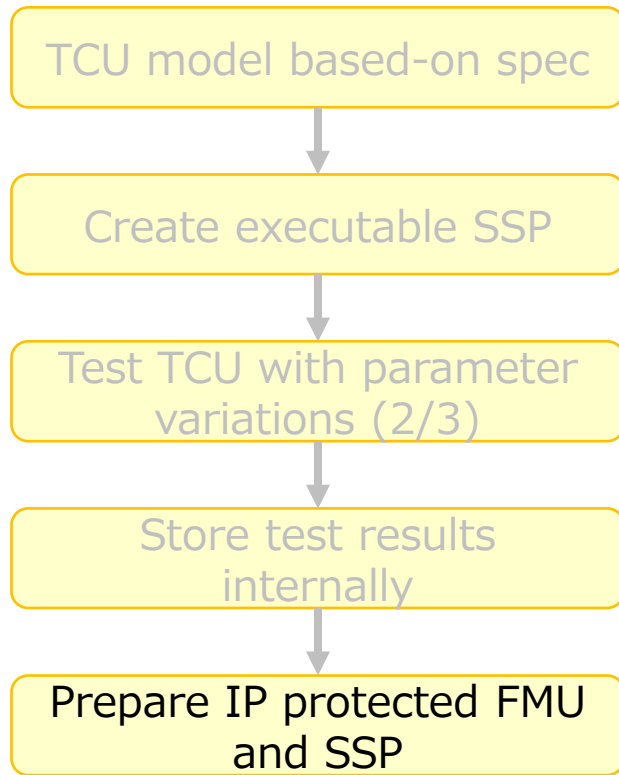 TCU model based-on spec
Create executable SSP
Test TCU with parameter
variations (2/3)
Store test results
internally
Prepare IP protected FMU
and SSP